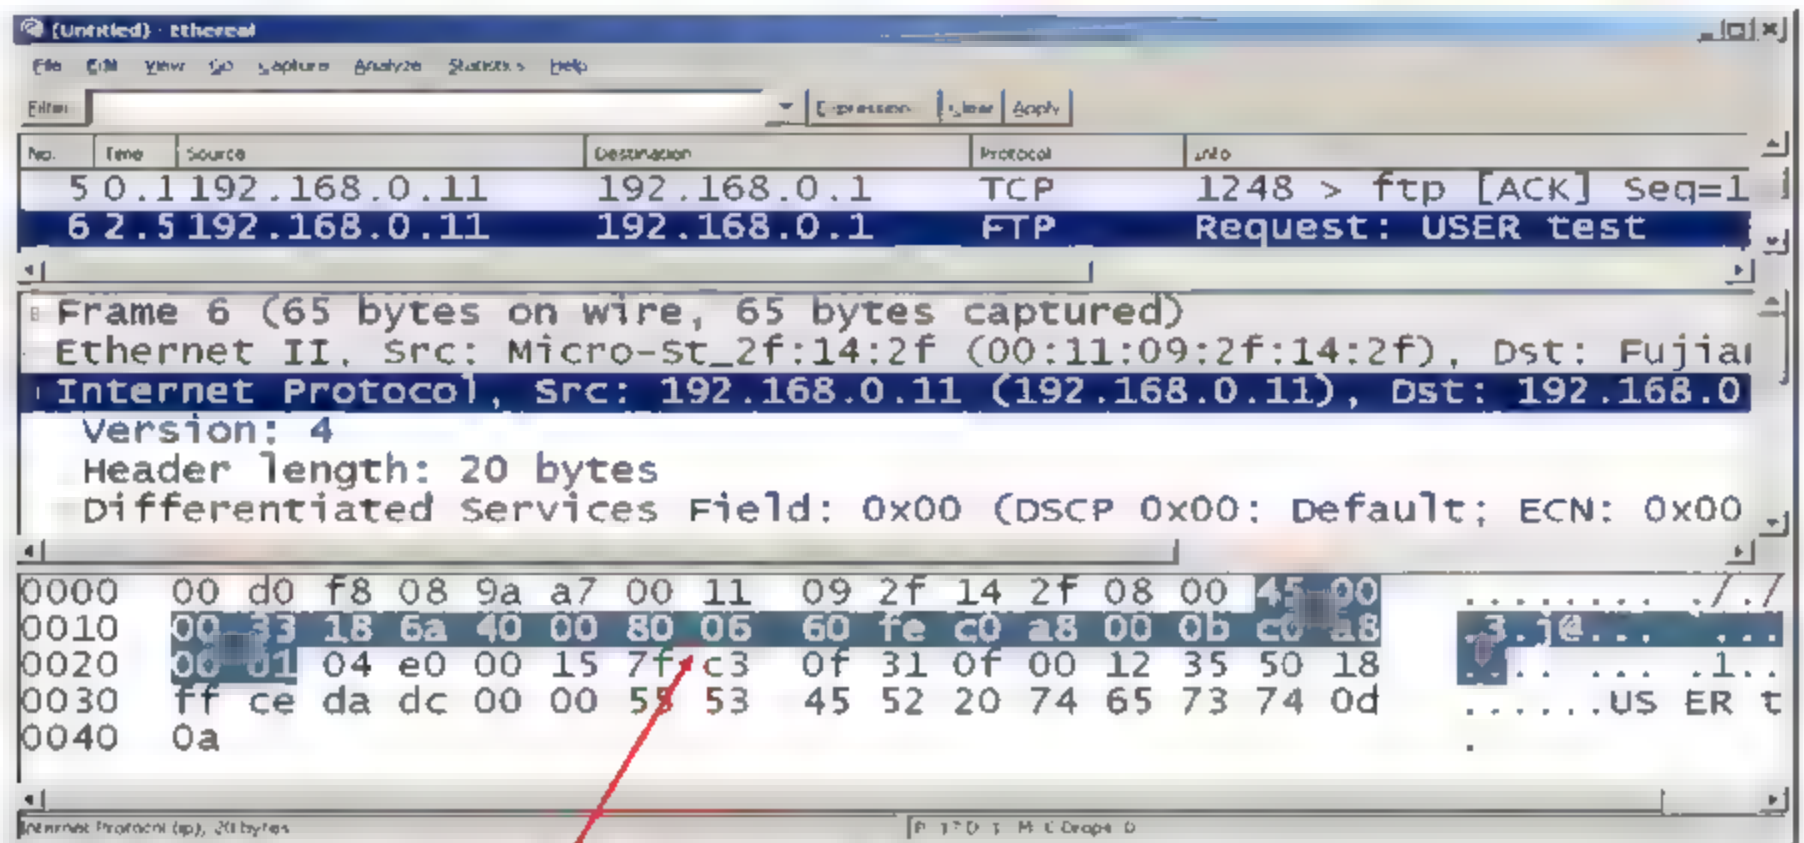 (Untitled) - Ethereal
File Edit View Go Capture Analyze Statistics Help
Filter: Expression... Clear Apply
No. Time Source Destination Protocol Info
5 0.1 192.168.0.11 192.168.0.1 TCP 1248 > ftp [ACK] Seq=1
6 2.5 192.168.0.11 192.168.0.1 FTP Request: USER test
Frame 6 (65 bytes on wire, 65 bytes captured)
Ethernet II, Src: Micro-St_2f:14:2f (00:11:09:2f:14:2f), Dst: Fujia
Internet Protocol, Src: 192.168.0.11 (192.168.0.11), Dst: 192.168.0
Version: 4
Header length: 20 bytes
Differentiated Services Field: 0x00 (DSCP 0x00: Default; ECN: 0x00
0000 00 d0 f8 08 9a a7 00 11 09 2f 14 2f 08 00 45 00 ........ ././
0010 00 33 18 6a 40 00 80 06 60 fe c0 a8 00 0b c0 a8 .3.j@... ...
0020 00 01 04 e0 00 15 7f c3 0f 31 0f 00 12 35 50 18 .... ... .1...
0030 ff ce da dc 00 00 55 53 45 52 20 74 65 73 74 0d ......US ER t
0040 0a .
Internet Protocol (ip), 20 bytes